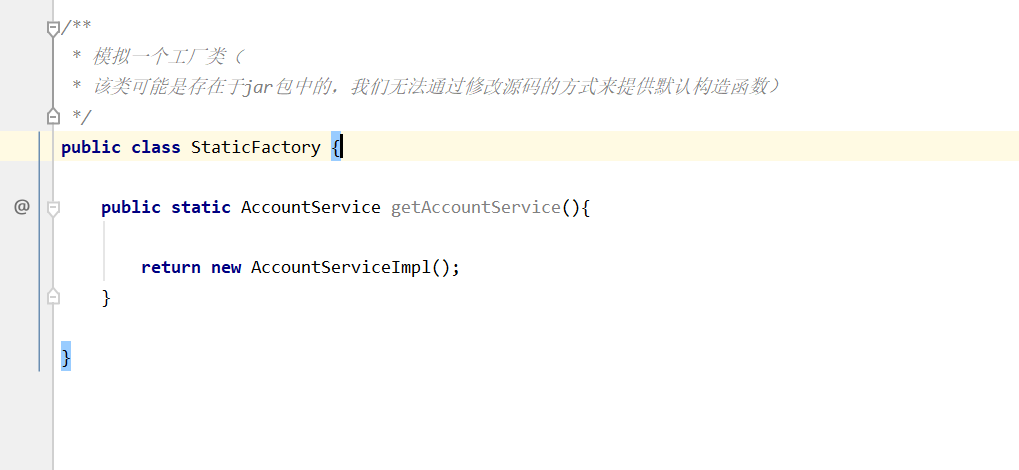 /**
* 模拟一个工厂类（
* 该类可能是存在于jar包中的，我们无法通过修改源码的方式来提供默认构造函数）
*/
public class StaticFactory {
@ public static AccountService getAccountService(){
return new AccountServiceImpl();
}
}